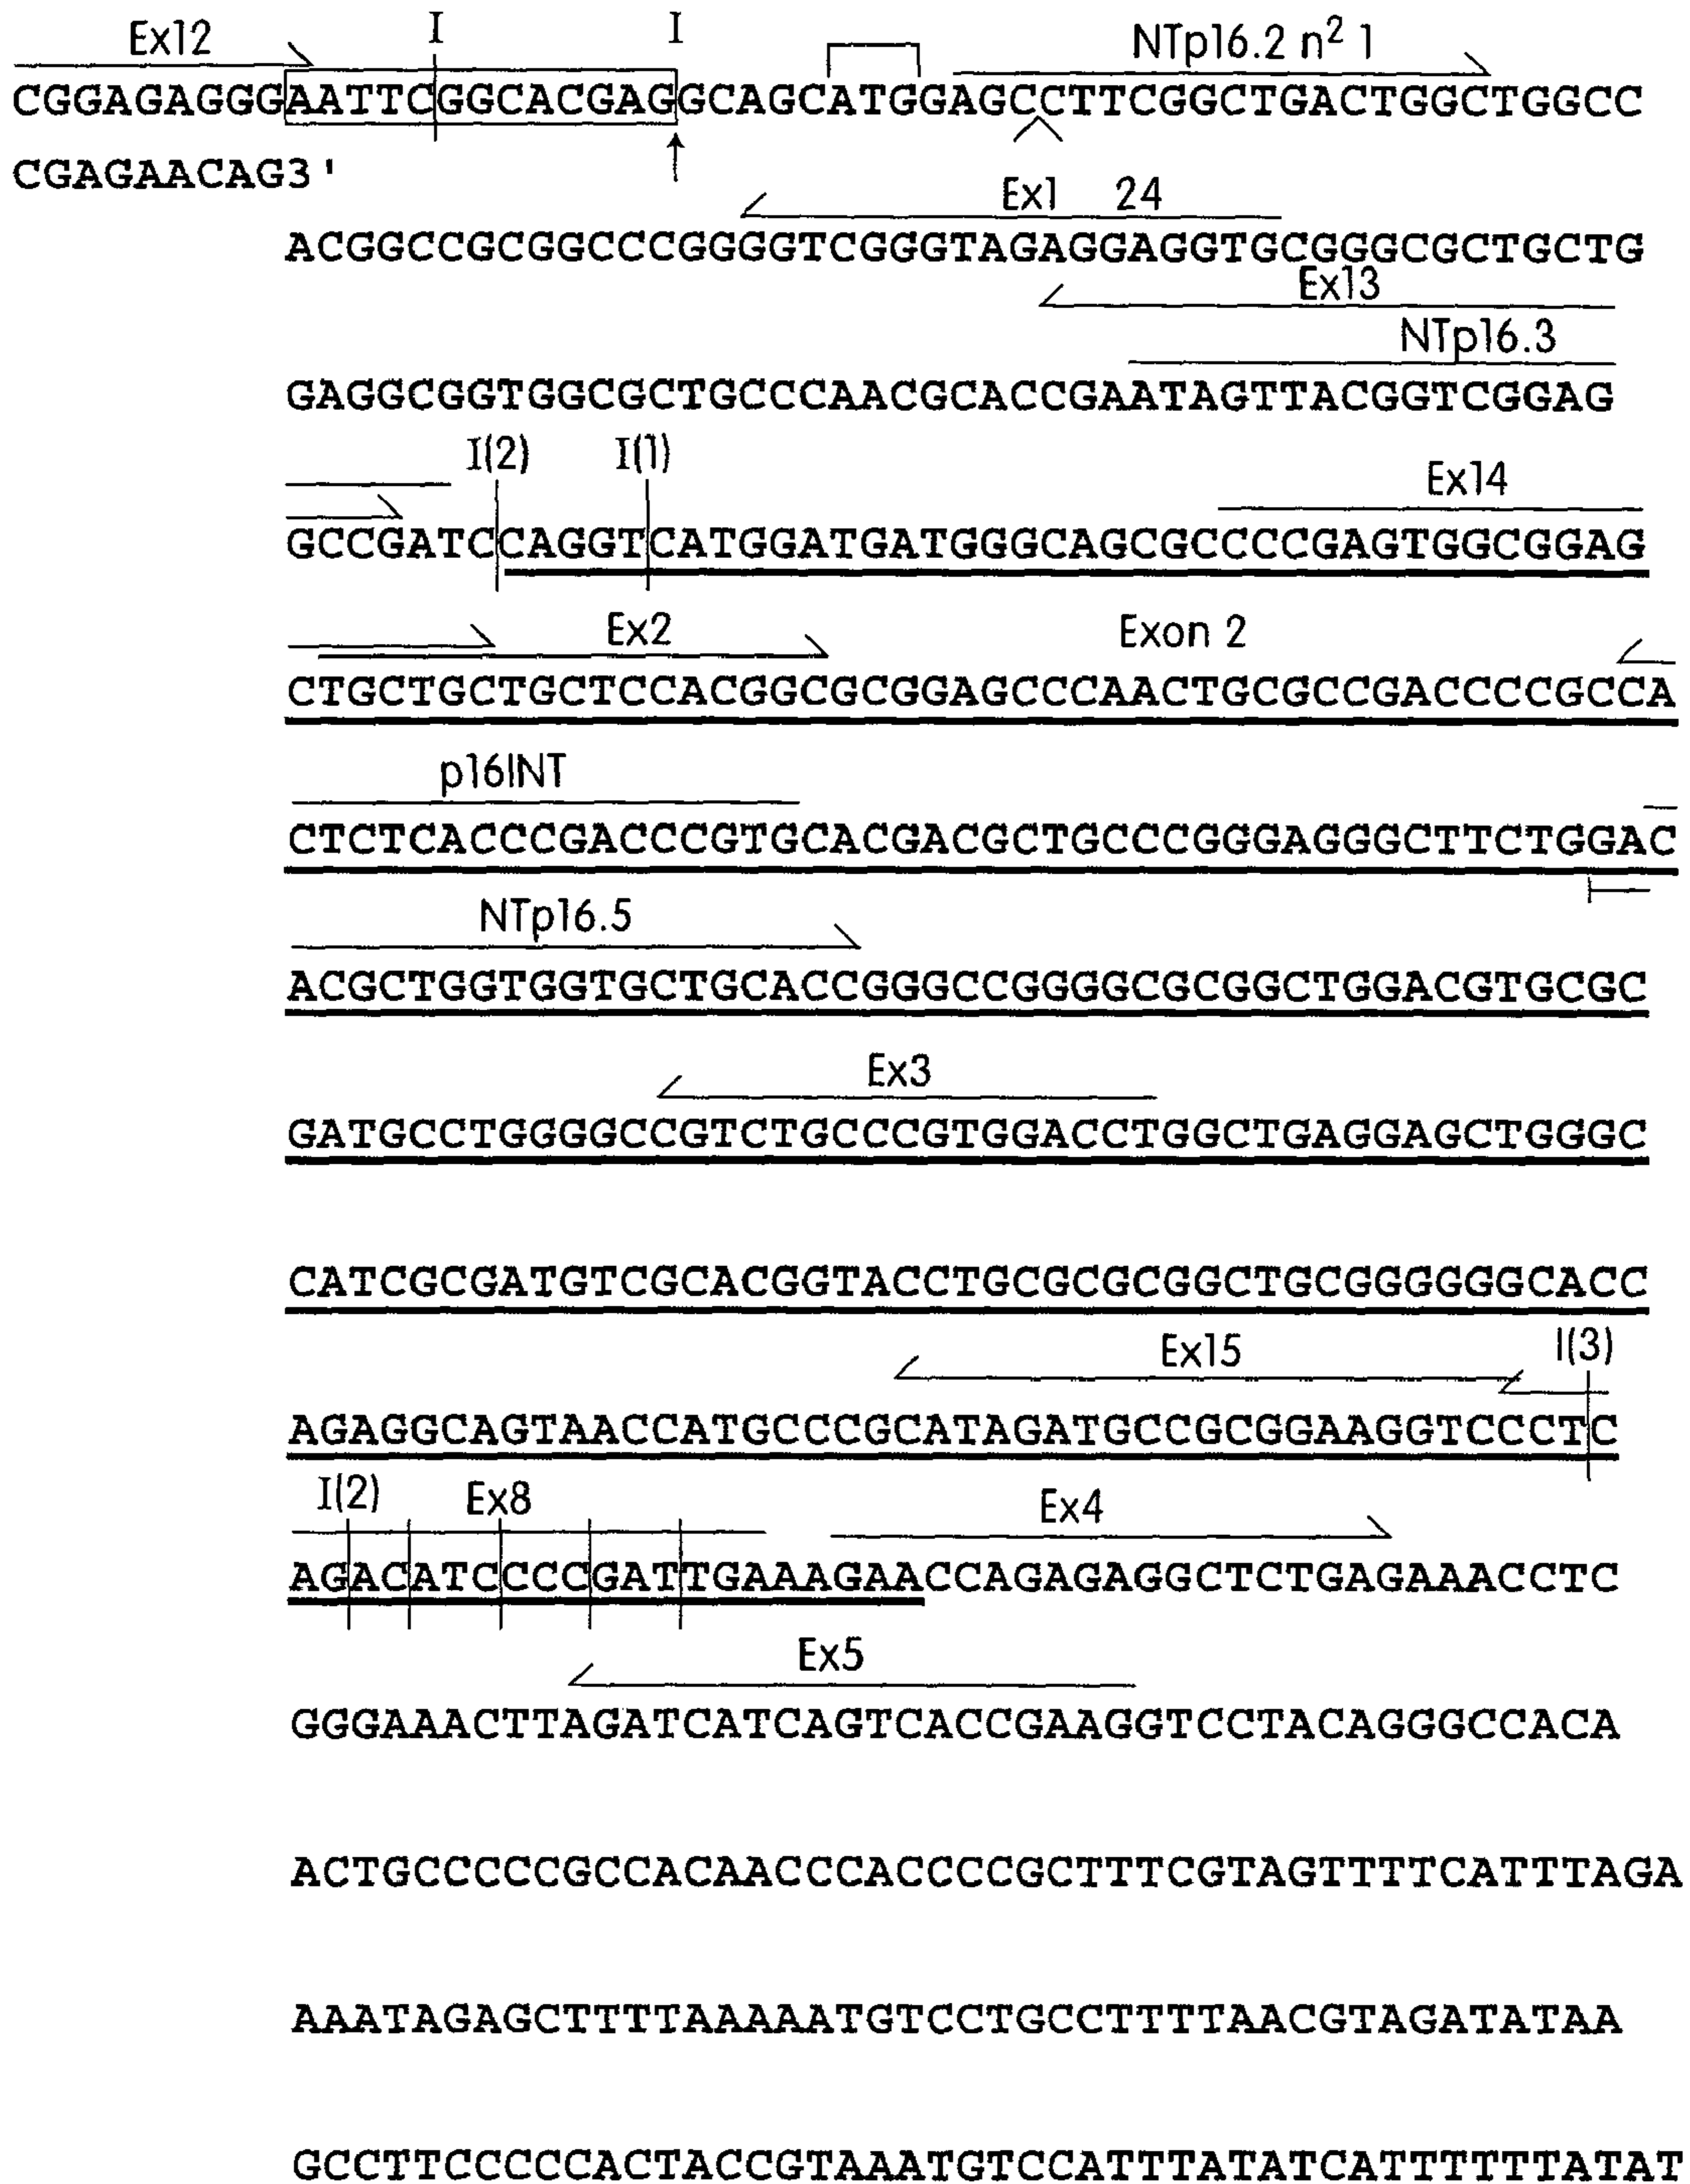 Ex12 I I NTp16.2 n² 1
CGGAGAGGGAATTCGGCACGAGGCAGCATGGAGCCTTCGGCTGACTGGCTGGCC
CGAGAACAG3'
Ex1 24
ACGGCCGCGGCCCGGGGTCGGGTAGAGGAGGTGCGGGCGCTGCTG
Ex13
NTp16.3
GAGGCGGTGGCGCTGCCCAACGCACCGAATAGTTACGGTCGGAG
I(2) I(1) Ex14
GCCGATCCAGGTCATGGATGATGGGCAGCGCCCCGAGTGGCGGAG
Ex2 Exon 2
CTGCTGCTGCTCCACGGCGCGGAGCCCAACTGCGCCGACCCCGCCA
p16INT
CTCTCACCCGACCCGTGCACGACGCTGCCCGGGAGGGCTTCTGGAC
NTp16.5
ACGCTGGTGGTGCTGCACCGGGCCGGGGCGCGGCTGGACGTGCGC
Ex3
GATGCCTGGGGCCGTCTGCCCGTGGACCTGGCTGAGGAGCTGGGC
CATCGCGATGTCGCACGGTACCTGCGCGCGGCTGCGGGGGGCACC
Ex15 I(3)
AGAGGCAGTAACCATGCCCGCATAGATGCCGCGGAAGGTCCCTC
I(2) Ex8 Ex4
AGACATCCCCGATTGAAAGAACCAGAGAGGCTCTGAGAAACCTC
Ex5
GGGAAACTTAGATCATCAGTCACCGAAGGTCCTACAGGGCCACA
ACTGCCCCCGCCACAACCCACCCCGCTTTCGTAGTTTTCATTTAGA
AAATAGAGCTTTTAAAAATGTCCTGCCTTTTAACGTAGATATAA
GCCTTCCCCCACTACCGTAAATGTCCATTTATATCATTTTTTATAT